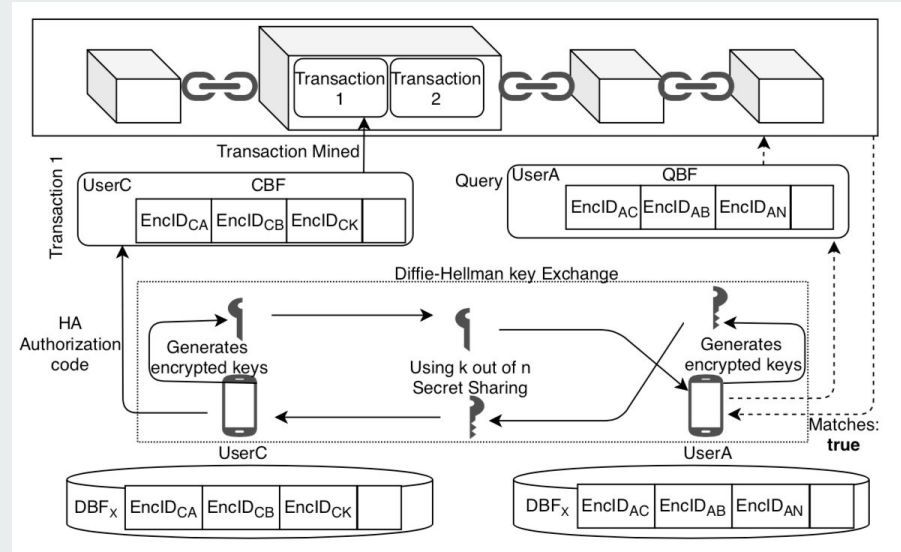 Transaction
1
Transaction
2
Transaction Mined
Transaction 1
UserC
CBF
EncID_CA EncID_CB EncID_CK
Query
UserA
QBF
EncID_AC EncID_AB EncID_AN
Diffie-Hellman key Exchange
HA
Authorization
code
Generates
encrypted keys
Using k out of n
Secret Sharing
Generates
encrypted keys
Matches:
true
UserC
UserA
DBF_X EncID_CA EncID_CB EncID_CK
DBF_X EncID_AC EncID_AB EncID_AN